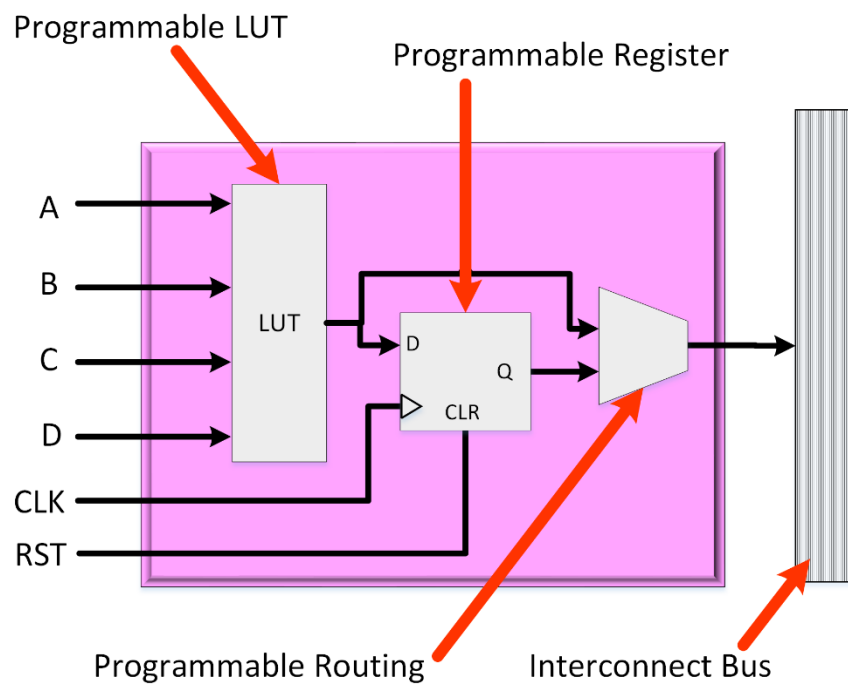 Programmable LUT
Programmable Register
A
B
C
D
CLK
RST
LUT
D
Q
CLR
Programmable Routing
Interconnect Bus